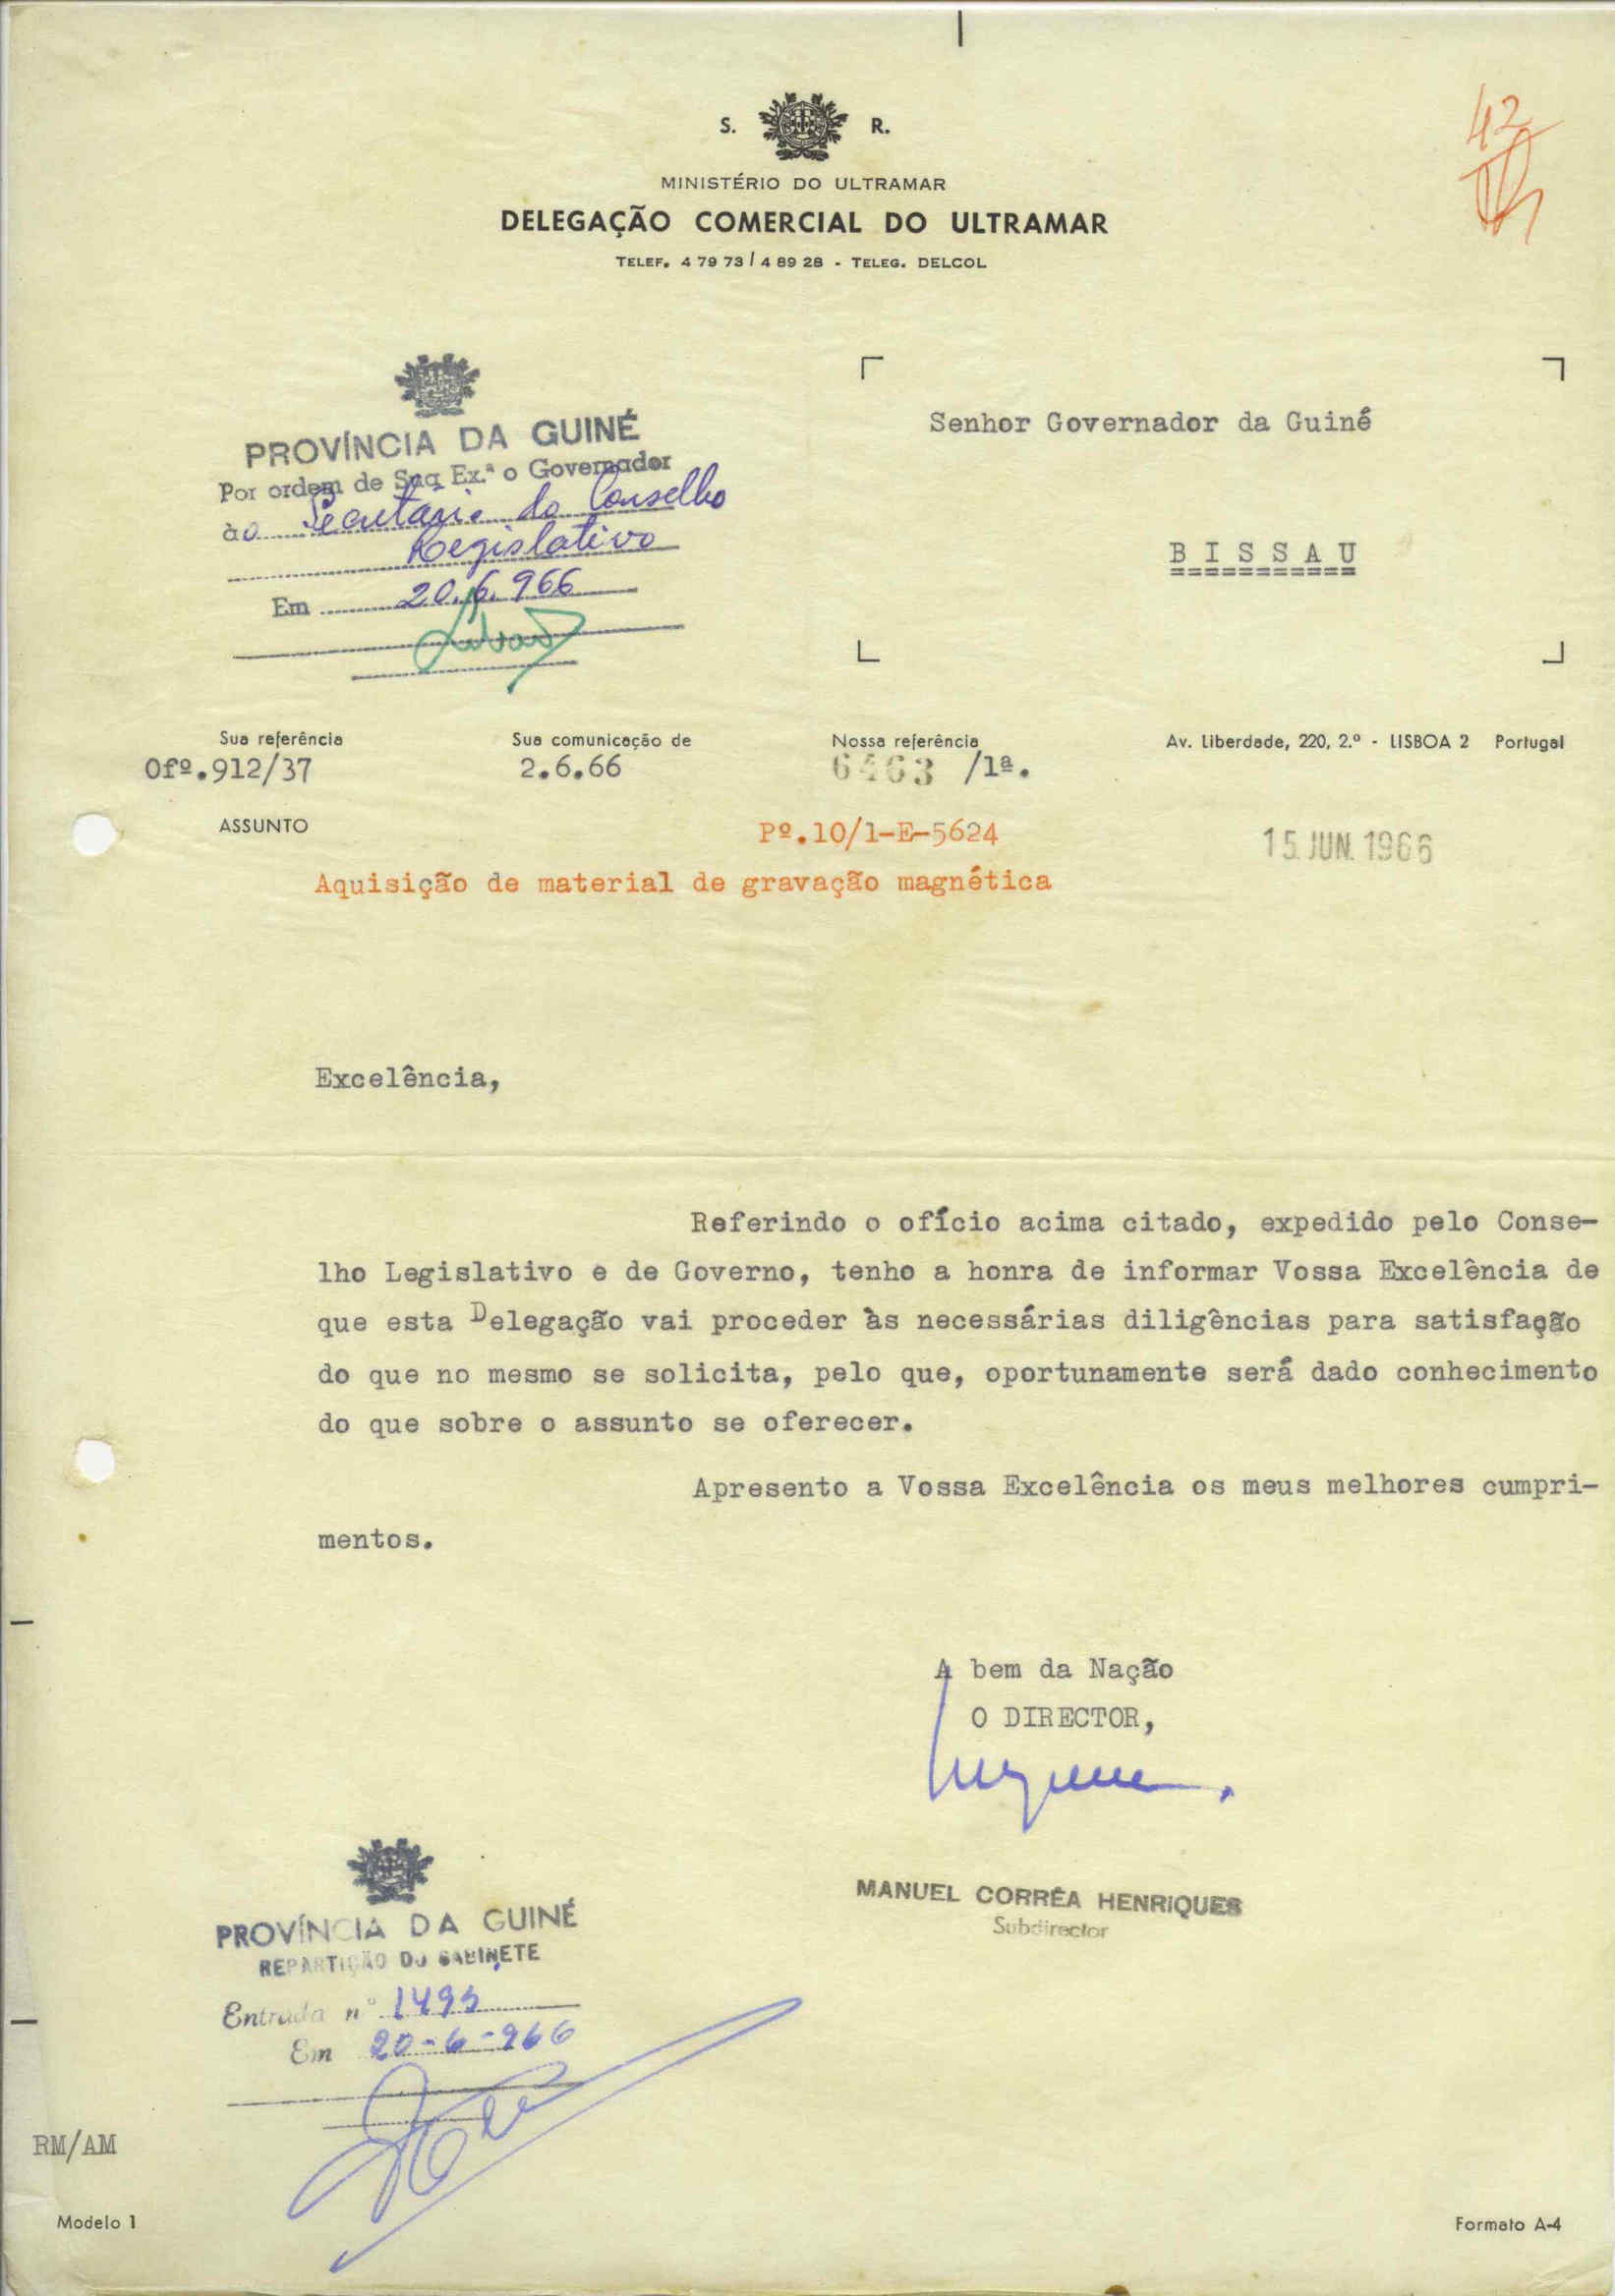 42
S. R.
MINISTÉRIO DO ULTRAMAR
DELEGAÇÃO COMERCIAL DO ULTRAMAR
TELEF. 4 79 73 / 4 89 28 - TELEG. DELCOL
PROVÍNCIA DA GUINÉ
Por ordem de Sua Ex.ª o Governador
ào Secretário do Conselho
Legislativo
Em 20.6.966
Senhor Governador da Guiné
BISSAU
Sua referência
Ofº.912/37
Sua comunicação de
2.6.66
Nossa referência
6463 /1ª.
Av. Liberdade, 220, 2.º - LISBOA 2 Portugal
ASSUNTO
Pº.10/1-E-5624
15. JUN. 1966
Aquisição de material de gravação magnética
Excelência,
Referindo o ofício acima citado, expedido pelo Conse-
lho Legislativo e de Governo, tenho a honra de informar Vossa Excelência de
que esta Delegação vai proceder às necessárias diligências para satisfação
do que no mesmo se solicita, pelo que, oportunamente será dado conhecimento
do que sobre o assunto se oferecer.
Apresento a Vossa Excelência os meus melhores cumpri-
mentos.
A bem da Nação
O DIRECTOR,
MANUEL CORRÊA HENRIQUES
Subdirector
PROVÍNCIA DA GUINÉ
REPARTIÇÃO DO GABINETE
Entrada nº 1495
Em 20-6-966
RM/AM
Modelo 1
Formato A-4